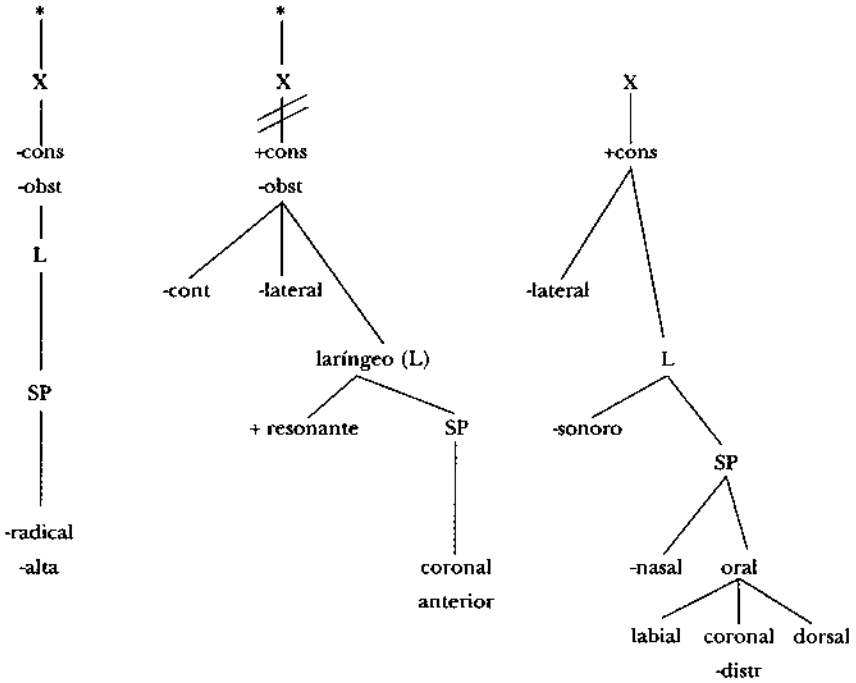 * *
X X X
-cons +cons +cons
-obst -obst
L
-cont -lateral -lateral
laríngeo (L) L
SP
+ resonante SP -sonoro
SP
-radical
-alta coronal -nasal oral
anterior
labial coronal dorsal
-distr